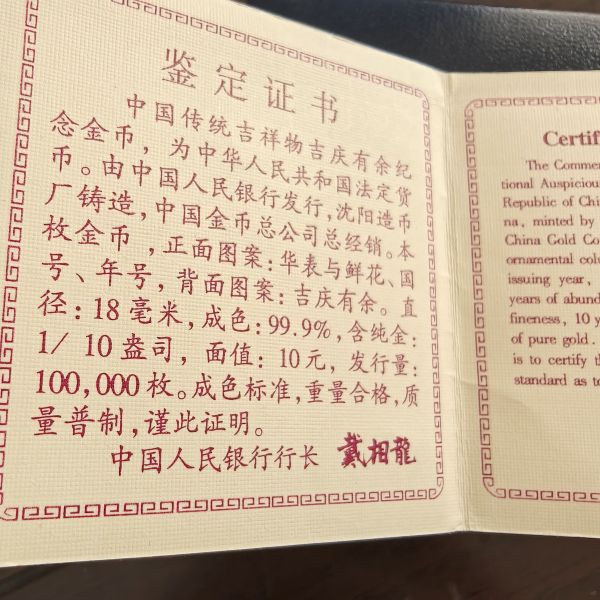 鉴定证书
中国传统吉祥物吉庆有余纪
念金币，为中华人民共和国法定货
币。由中国人民银行发行，沈阳造币
厂铸造，中国金币总公司总经销。本
枚金币，正面图案：华表与鲜花、国
号、年号，背面图案：吉庆有余。直
径：18毫米，成色：99.9%，含纯金：
1/ 10盎司，面值：10元，发行量：
100,000枚。成色标准，重量合格，质
量普制，谨此证明。
中国人民银行行长 戴相龍
Certif
The Comme
tional Auspiciou
Republic of Chi
na, minted by
China Gold Co
ornamental colu
issuing year,
years of abund
fineness, 10 y
of pure gold.
is to certify th
standard as to